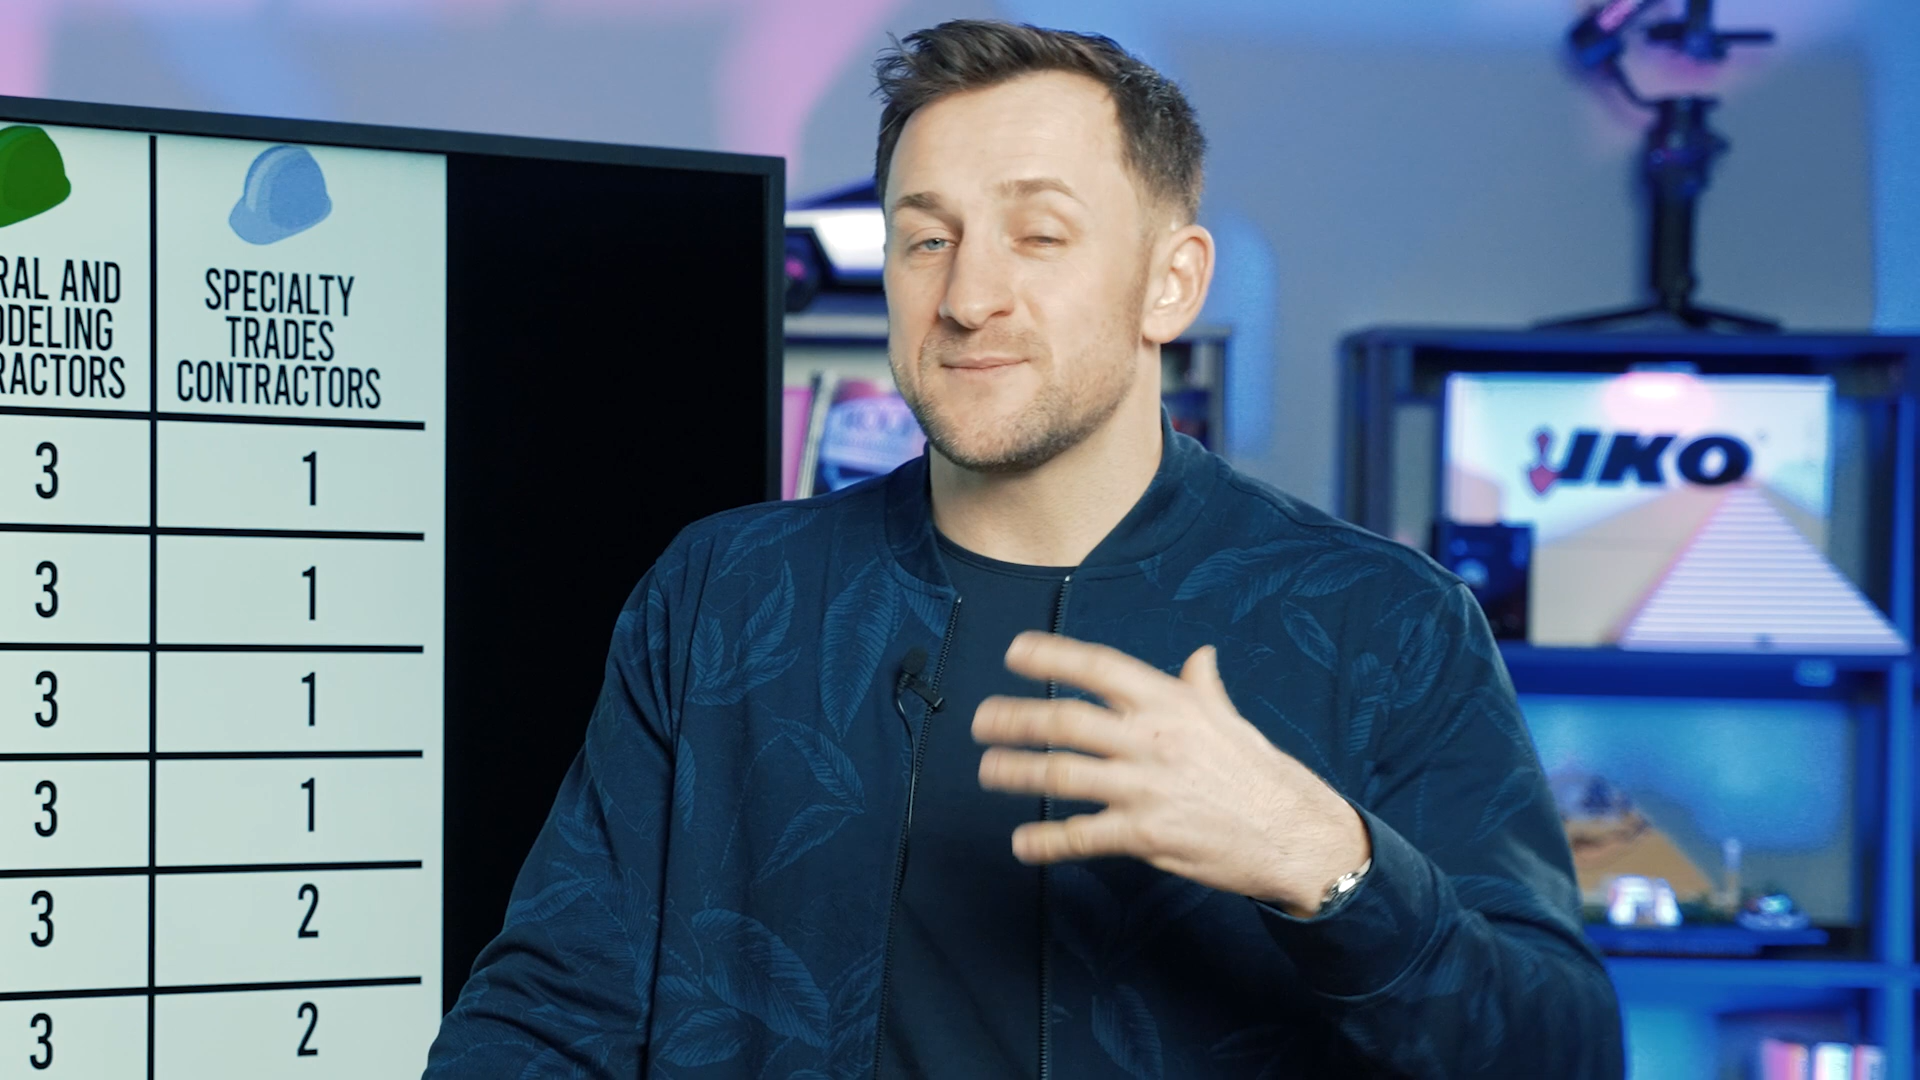 RAL AND
ODELING
RACTORS
SPECIALTY
TRADES
CONTRACTORS
3 1
3 1
3 1
3 1
3 2
3 2
IKO